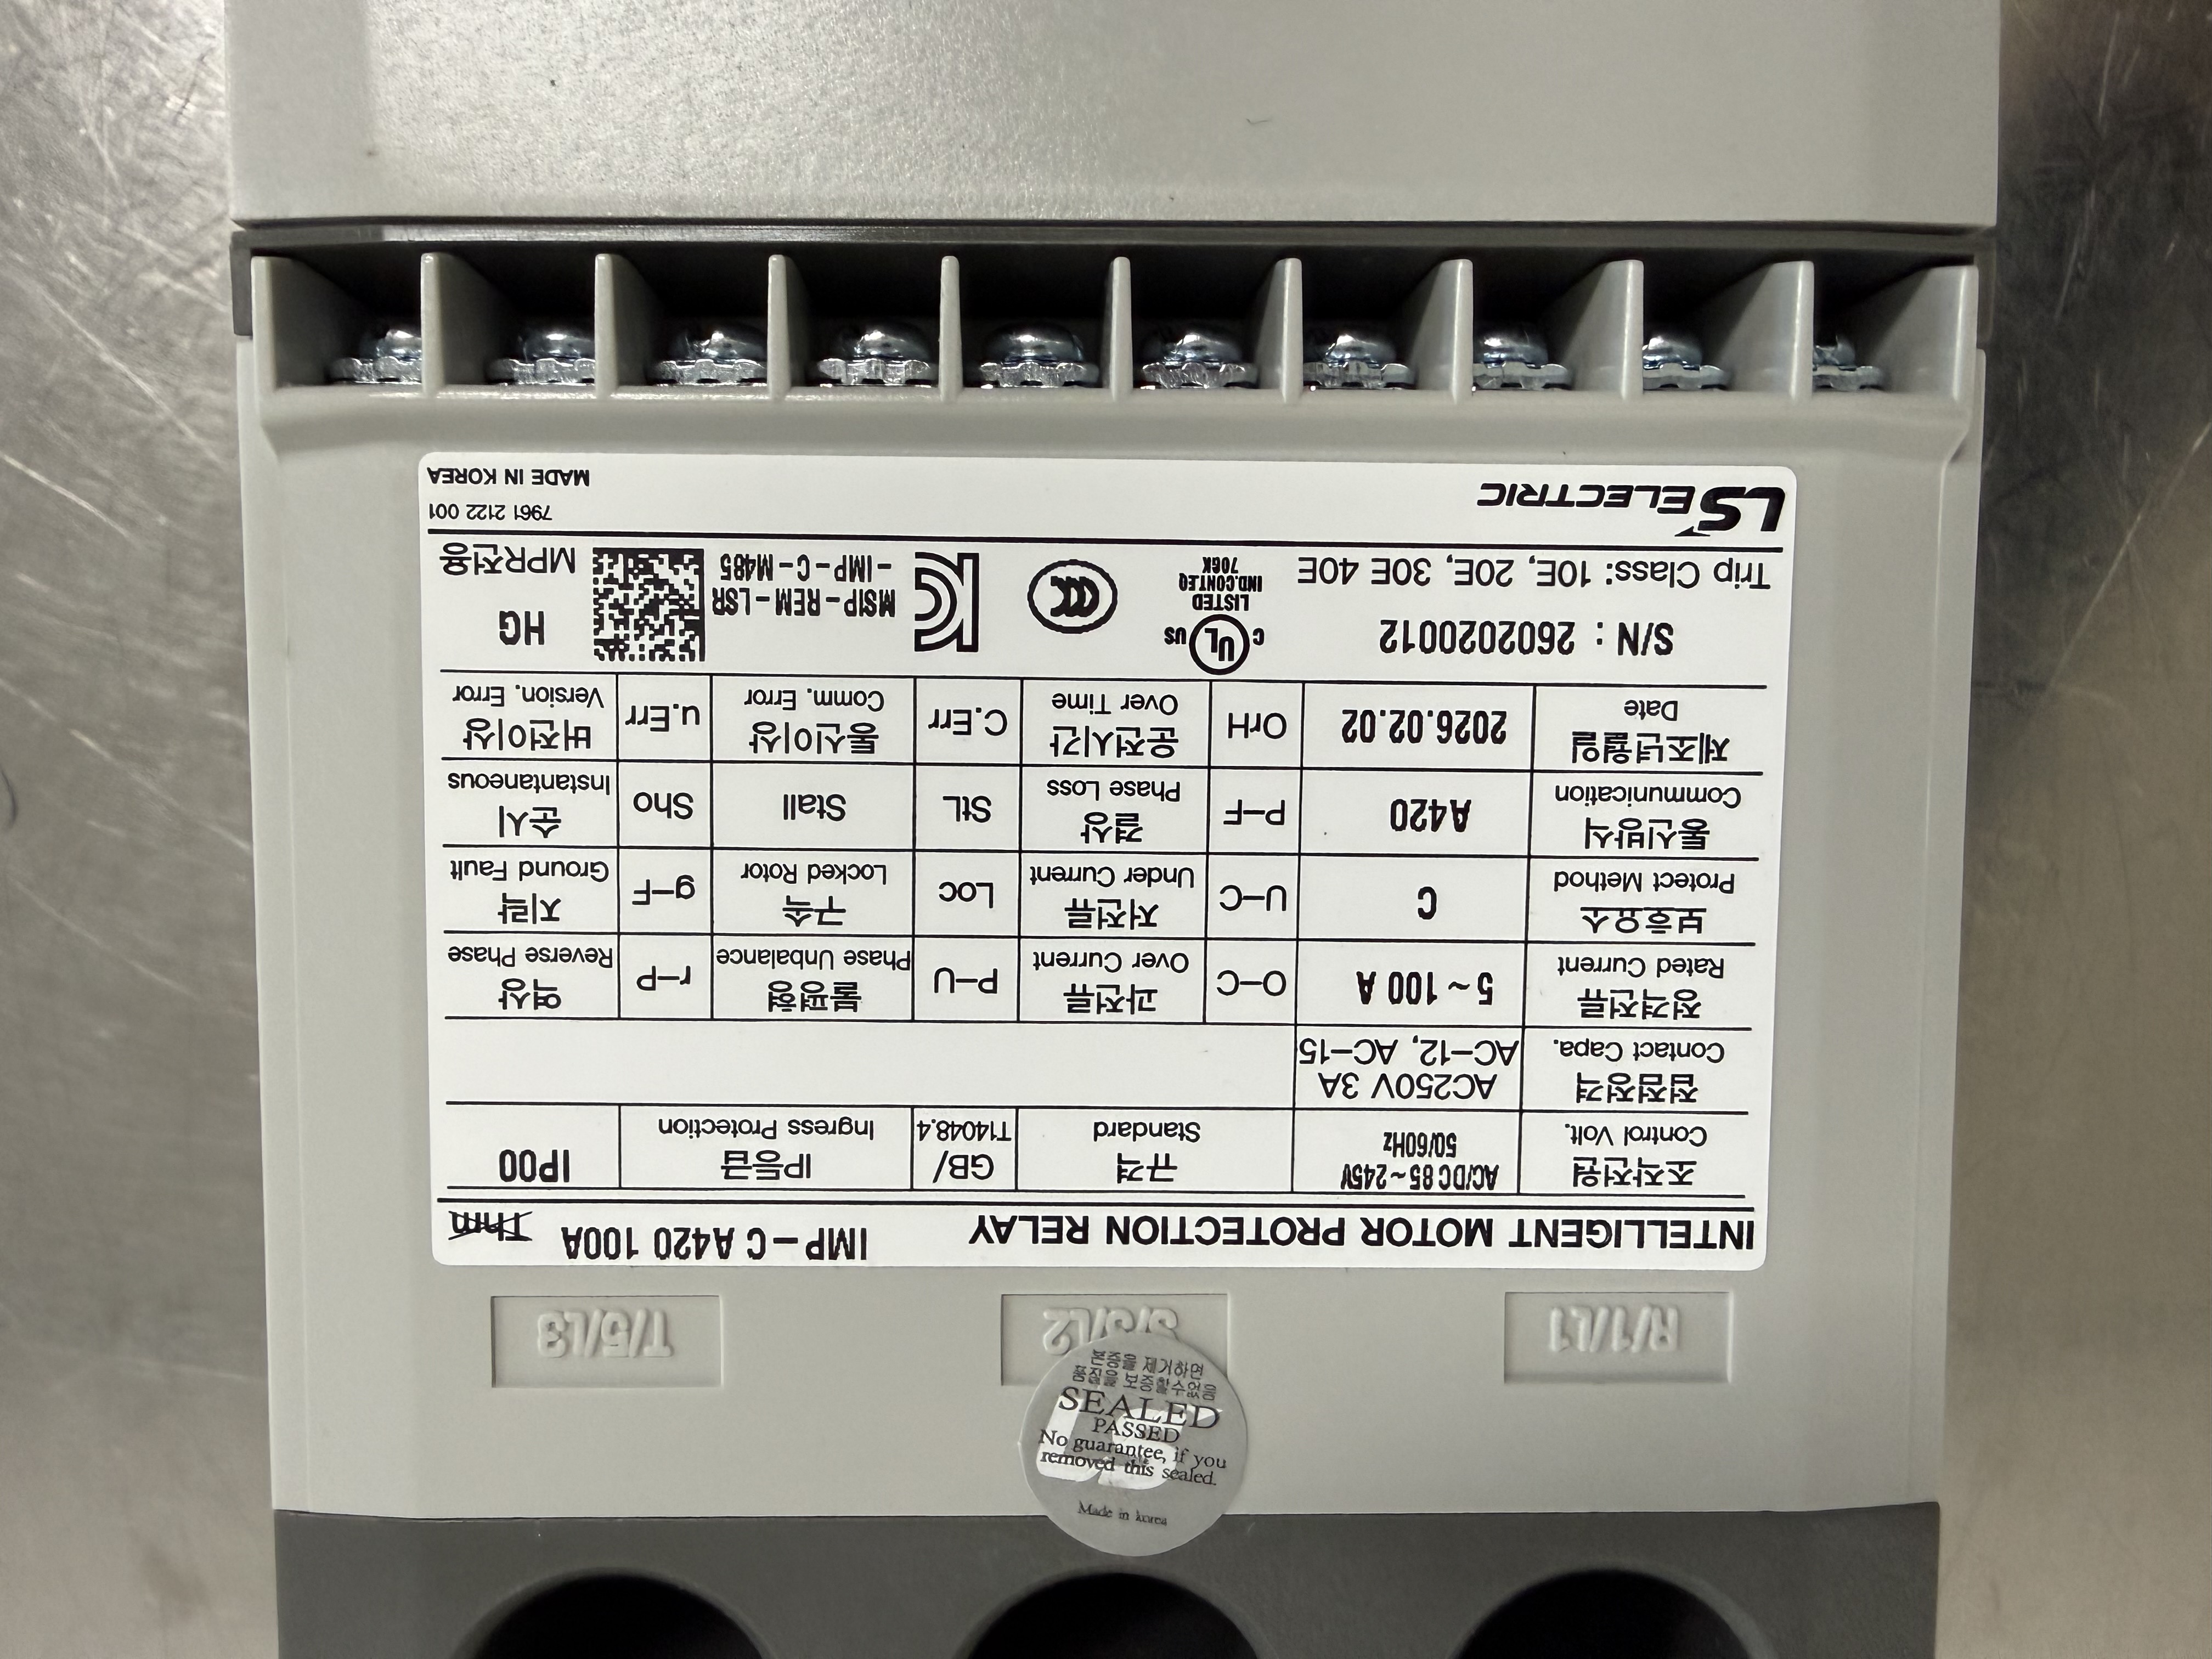 INTELLIGENT MOTOR PROTECTION RELAY IMP-C A420 100A Thm
조작전원 Control Volt. AC/DC 85~245V 50/60Hz 규격 Standard GB/T14048.4 IP등급 Ingress Protection IP00
접점정격 Contact Capa. AC250V 3A AC-12, AC-15
정격전류 Rated Current 5~100 A O-C 과전류 Over Current P-U 불평형 Phase Unbalance r-P 역상 Reverse Phase
보호요소 Protect Method C U-C 저전류 Under Current Loc 구속 Locked Rotor g-F 지락 Ground Fault
통신방식 Communication A420 P-F 결상 Phase Loss StL Stall Sho 순시 Instantaneous
제조년월일 Date 2026.02.02 OrH 운전시간 Over Time C.Err 통신이상 Comm. Error u.Err 버전이상 Version. Error
S/N : 2602020012
Trip Class: 10E, 20E, 30E 40E
C UL US
LISTED
IND.CONT.EQ
706K
CCC
KC
MSIP-REM-LSR
-IMP-C-M485
HG
MPR전용
LS ELECTRIC
7961 2122 001
MADE IN KOREA
R/1/L1
S/3/L2
T/5/L3
본증을 제거하면
품질을 보증할수없음
SEALED
PASSED
No guarantee, if you
removed this sealed.
Made in korea